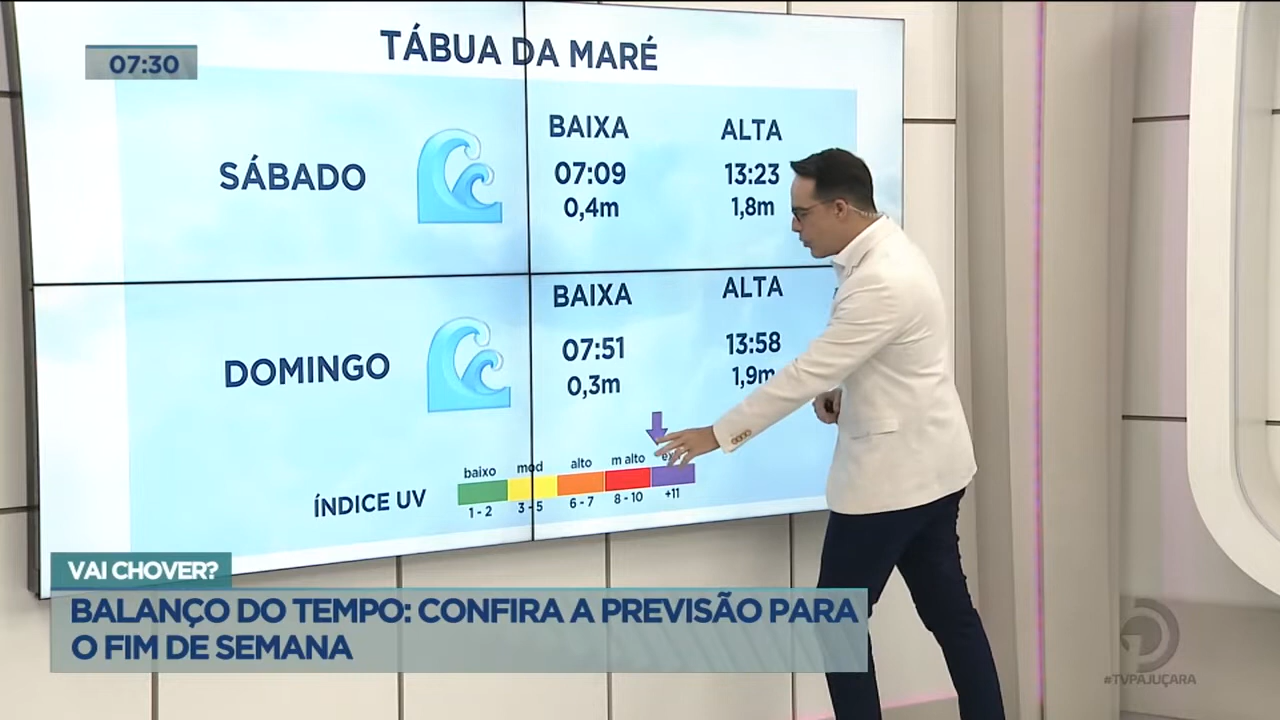 07:30
TÁBUA DA MARÉ
BAIXA ALTA
SÁBADO 07:09 13:23
0,4m 1,8m
BAIXA ALTA
DOMINGO 07:51 13:58
0,3m 1,9m
baixo mod alto m alto
ÍNDICE UV 1 - 2 3 - 5 6 - 7 8 - 10 +11
VAI CHOVER?
BALANÇO DO TEMPO: CONFIRA A PREVISÃO PARA
O FIM DE SEMANA
#TVPAJUÇARA